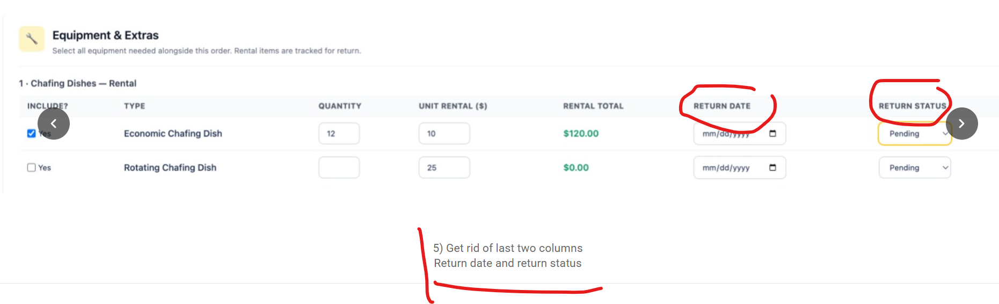 Equipment & Extras
Select all equipment needed alongside this order. Rental items are tracked for return.
1 · Chafing Dishes — Rental
INCLUDE? TYPE QUANTITY UNIT RENTAL ($) RENTAL TOTAL RETURN DATE RETURN STATUS
Yes Economic Chafing Dish 12 10 $120.00 mm/dd/yyyy Pending
Yes Rotating Chafing Dish 25 $0.00 mm/dd/yyyy Pending
5) Get rid of last two columns
Return date and return status